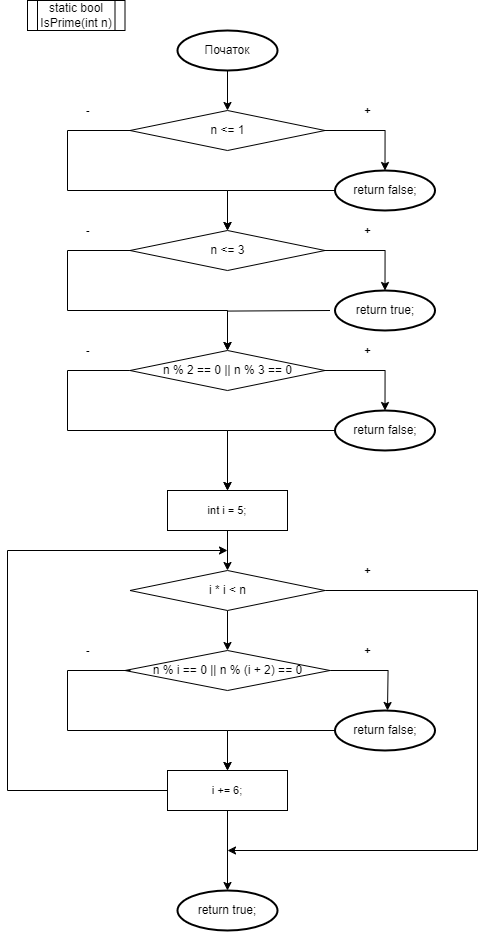 static bool
IsPrime(int n)
Початок
-
+
n <= 1
return false;
-
+
n <= 3
return true;
-
+
n % 2 == 0 || n % 3 == 0
return false;
int i = 5;
+
i * i < n
-
+
n % i == 0 || n % (i + 2) == 0
return false;
i += 6;
return true;